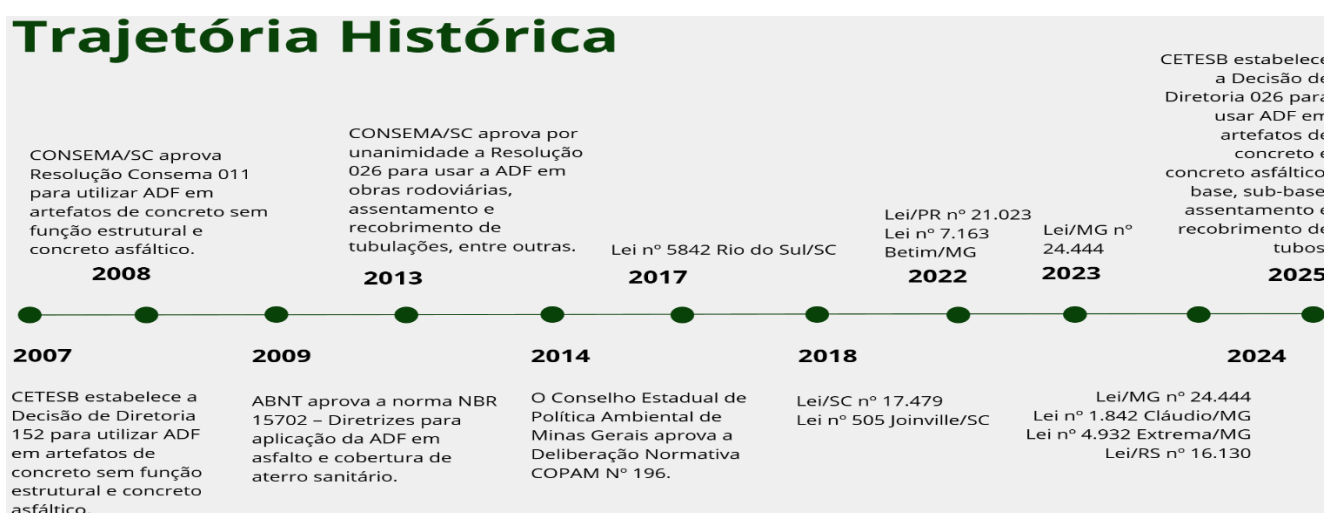 Trajetória Histórica
CONSEMA/SC aprova
Resolução Consema 011
para utilizar ADF em
artefatos de concreto sem
função estrutural e
concreto asfáltico.
2008
CONSEMA/SC aprova por
unanimidade a Resolução
026 para usar a ADF em
obras rodoviárias,
assentamento e
recobrimento de
tubulações, entre outras.
2013
Lei nº 5842 Rio do Sul/SC
2017
Lei/PR nº 21.023
Lei nº 7.163
Betim/MG
2022
Lei/MG nº
24.444
2023
CETESB estabelece
a Decisão de
Diretoria 026 para
usar ADF em
artefatos de
concreto e
concreto asfáltico
base, sub-base
assentamento e
recobrimento de
tubos
2025
2007
CETESB estabelece a
Decisão de Diretoria
152 para utilizar ADF
em artefatos de
concreto sem função
estrutural e concreto
asfáltico.
2009
ABNT aprova a norma NBR
15702 – Diretrizes para
aplicação da ADF em
asfalto e cobertura de
aterro sanitário.
2014
O Conselho Estadual de
Política Ambiental de
Minas Gerais aprova a
Deliberação Normativa
COPAM Nº 196.
2018
Lei/SC nº 17.479
Lei nº 505 Joinville/SC
2024
Lei/MG nº 24.444
Lei nº 1.842 Cláudio/MG
Lei nº 4.932 Extrema/MG
Lei/RS nº 16.130